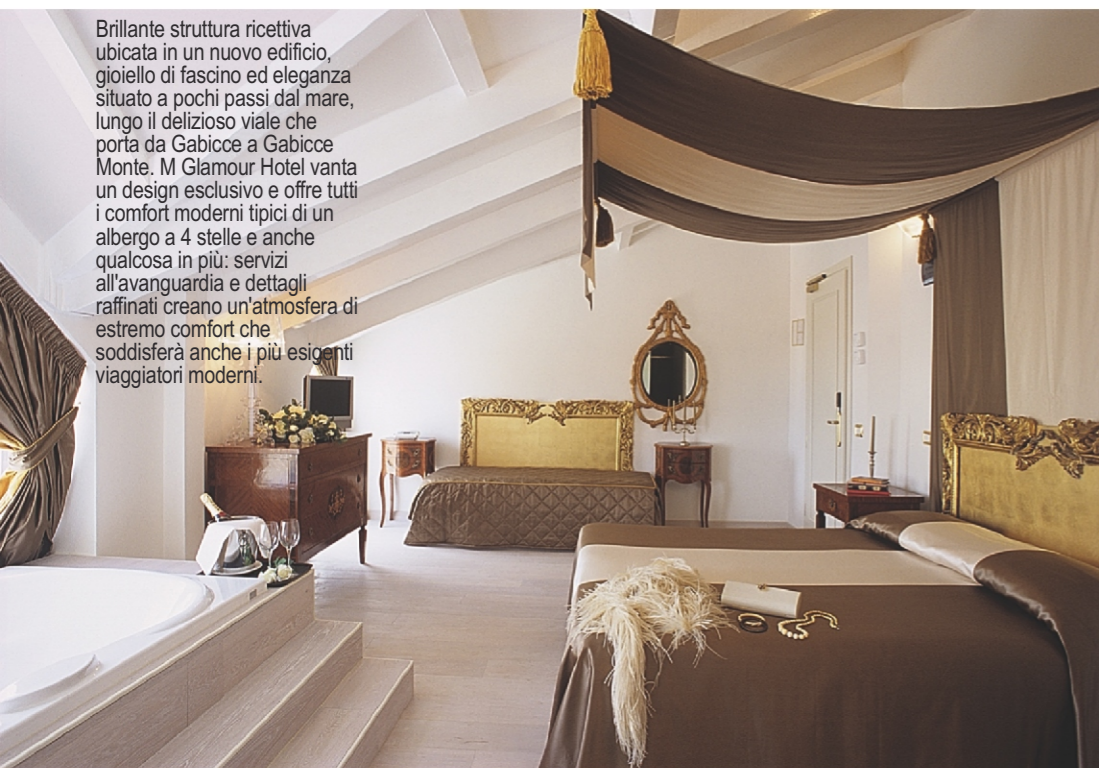 Brillante struttura ricettiva
ubicata in un nuovo edificio,
gioiello di fascino ed eleganza
situato a pochi passi dal mare,
lungo il delizioso viale che
porta da Gabicce a Gabicce
Monte. M Glamour Hotel vanta
un design esclusivo e offre tutti
i comfort moderni tipici di un
albergo a 4 stelle e anche
qualcosa in più: servizi
all'avanguardia e dettagli
raffinati creano un'atmosfera di
estremo comfort che
soddisferà anche i più esigenti
viaggiatori moderni.